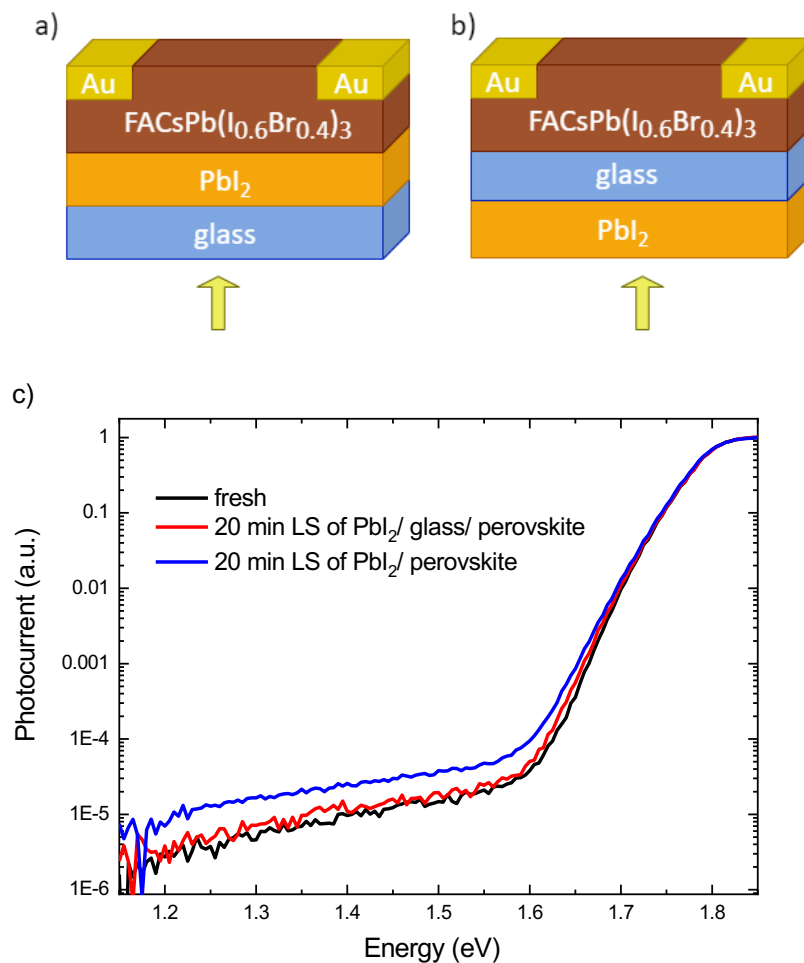 a)
Au
Au
FACsPb(I₀.₆Br₀.₄)₃
PbI₂
glass
b)
Au
Au
FACsPb(I₀.₆Br₀.₄)₃
glass
PbI₂
c)
Photocurrent (a.u.)
1
0.1
0.01
0.001
1E-4
1E-5
1E-6
fresh
20 min LS of PbI₂/ glass/ perovskite
20 min LS of PbI₂/ perovskite
1.2 1.3 1.4 1.5 1.6 1.7 1.8
Energy (eV)